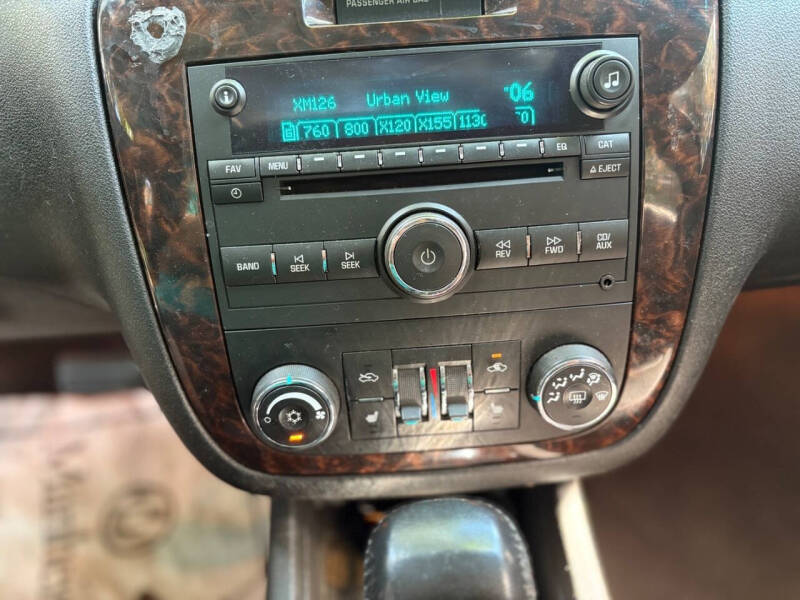 PASSENGER AIR BAG
XM126 Urban View 06
760 800 X120 X155 1130
FAV MENU EQ CAT
EJECT
BAND SEEK SEEK REV FWD CD/
AUX